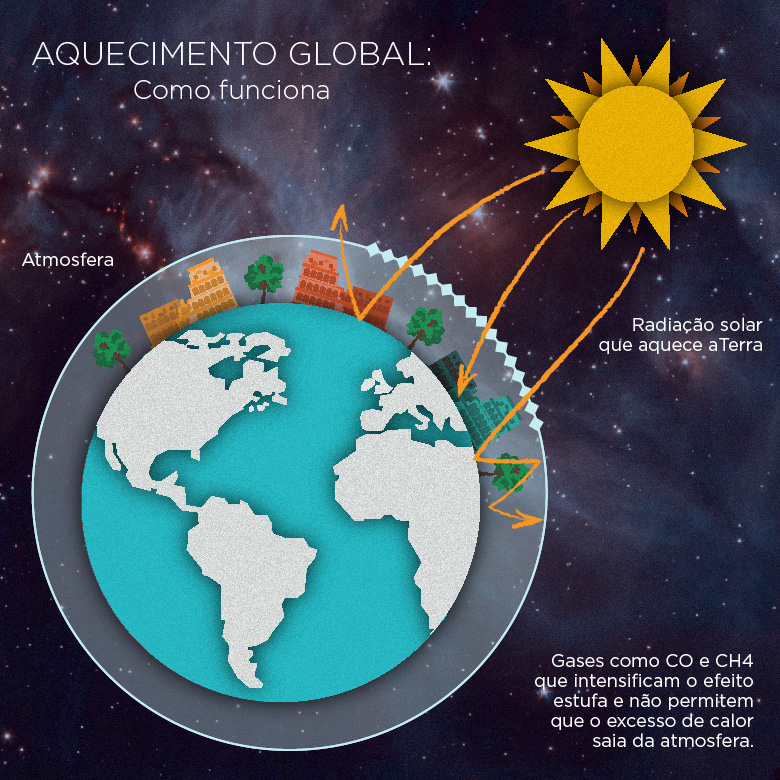 AQUECIMENTO GLOBAL:
Como funciona
Atmosfera
Radiação solar
que aquece aTerra
Gases como CO e CH4
que intensificam o efeito
estufa e não permitem
que o excesso de calor
saia da atmosfera.